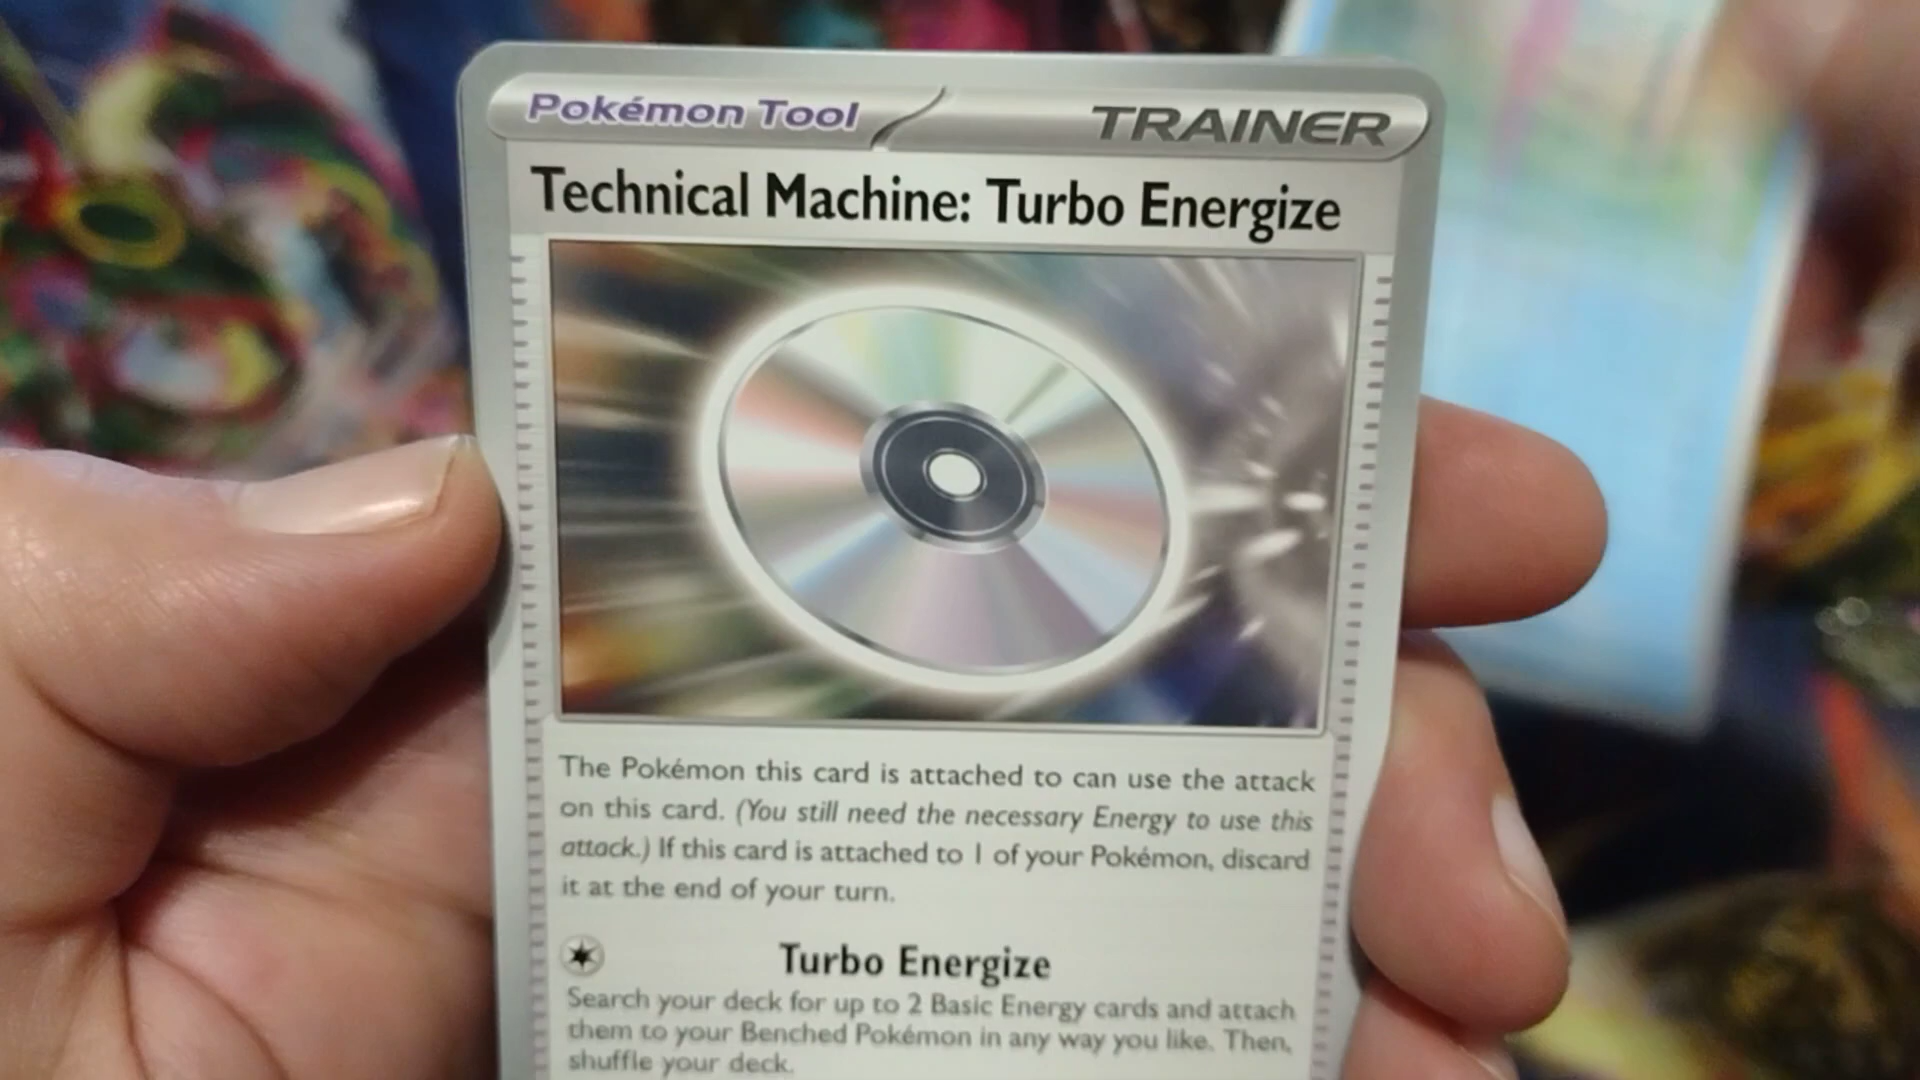 Pokémon Tool
TRAINER
Technical Machine: Turbo Energize
The Pokémon this card is attached to can use the attack
on this card. (You still need the necessary Energy to use this
attack.) If this card is attached to 1 of your Pokémon, discard
it at the end of your turn.
Turbo Energize
Search your deck for up to 2 Basic Energy cards and attach
them to your Benched Pokémon in any way you like. Then,
shuffle your deck.